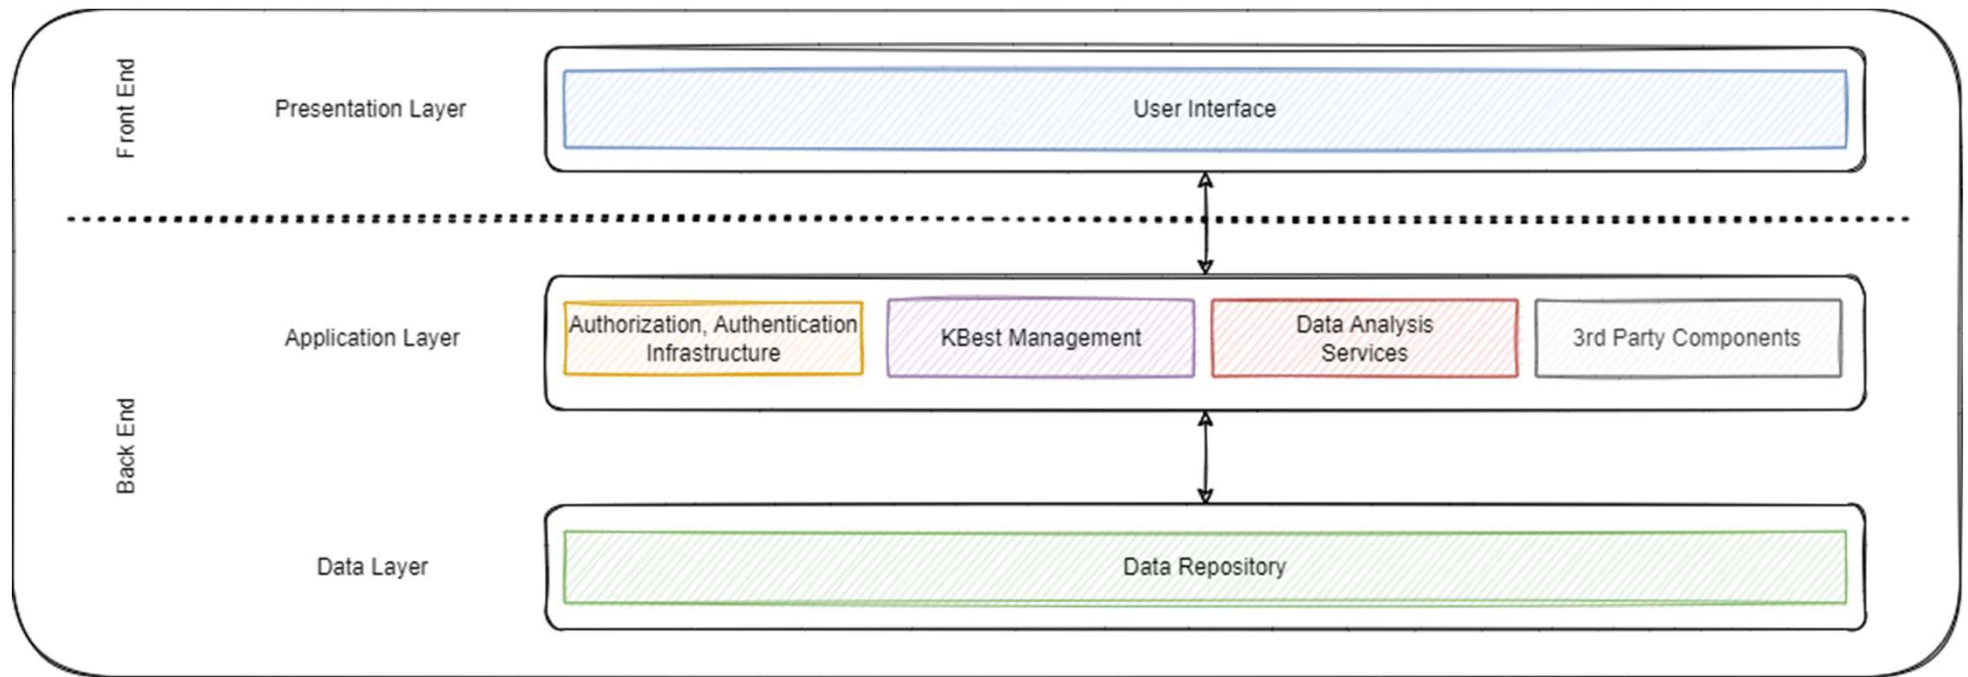 Front End
Presentation Layer
User Interface
Application Layer
Authorization, Authentication
Infrastructure
KBest Management
Data Analysis
Services
3rd Party Components
Back End
Data Layer
Data Repository